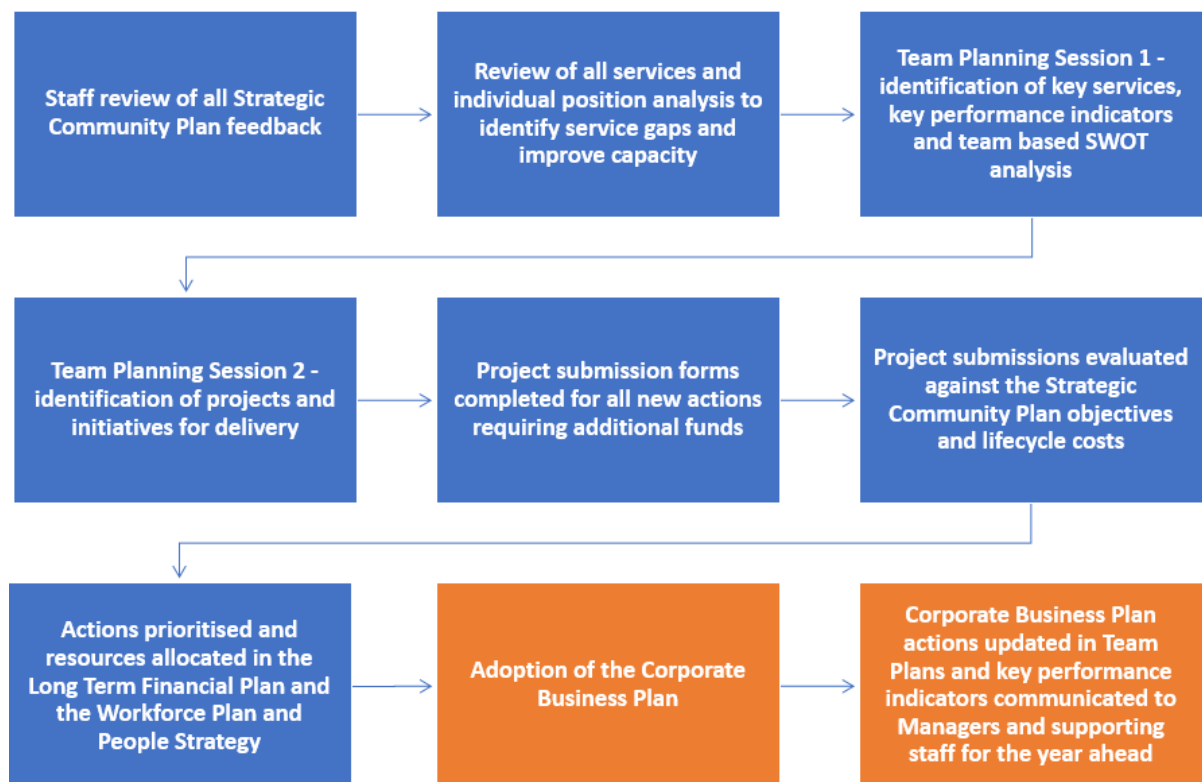 Staff review of all Strategic
Community Plan feedback
Review of all services and
individual position analysis to
identify service gaps and
improve capacity
Team Planning Session 1 -
identification of key services,
key performance indicators
and team based SWOT
analysis
Team Planning Session 2 -
identification of projects and
initiatives for delivery
Project submission forms
completed for all new actions
requiring additional funds
Project submissions evaluated
against the Strategic
Community Plan objectives
and lifecycle costs
Actions prioritised and
resources allocated in the
Long Term Financial Plan and
the Workforce Plan and
People Strategy
Adoption of the Corporate
Business Plan
Corporate Business Plan
actions updated in Team
Plans and key performance
indicators communicated to
Managers and supporting
staff for the year ahead